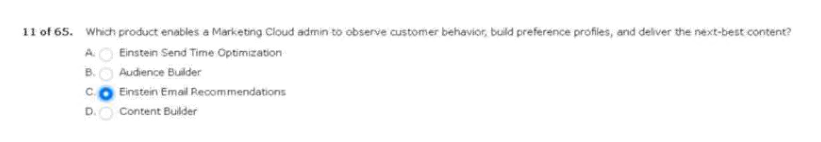 11 of 65. Which product enables a Marketing Cloud admin to observe customer behavior, build preference profiles, and deliver the next-best content?
A. Einstein Send Time Optimization
B. Audience Builder
C. Einstein Email Recommendations
D. Content Builder